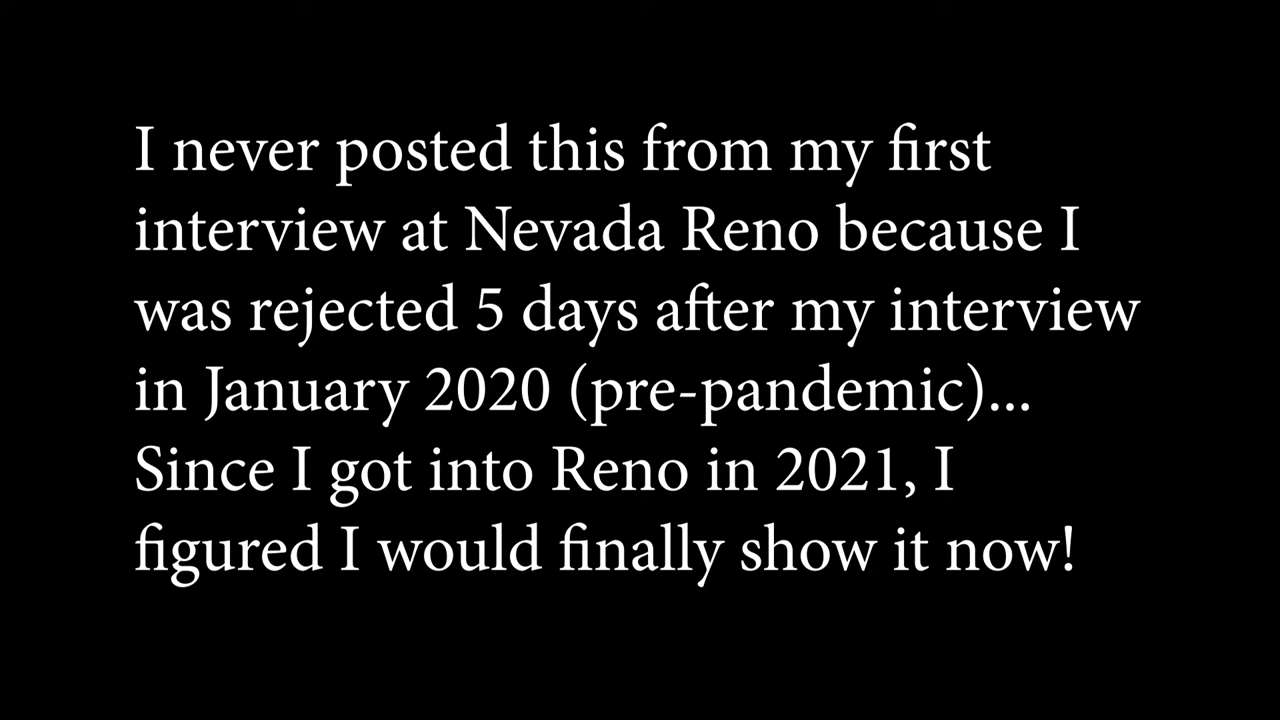 I never posted this from my first
interview at Nevada Reno because I
was rejected 5 days after my interview
in January 2020 (pre-pandemic)...
Since I got into Reno in 2021, I
figured I would finally show it now!